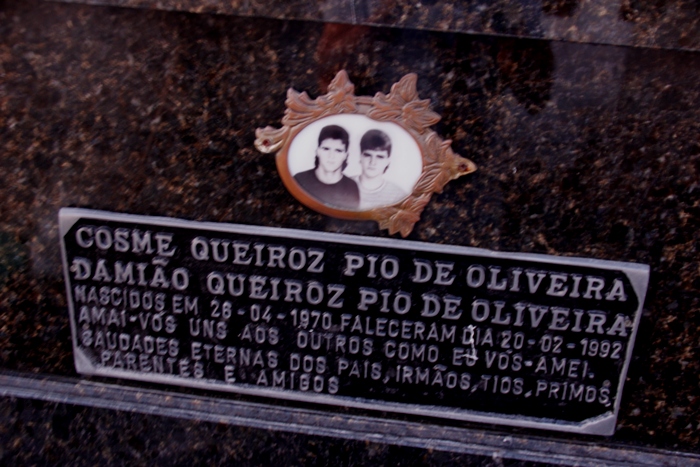 COSME QUEIROZ PIO DE OLIVEIRA
DAMIÃO QUEIROZ PIO DE OLIVEIRA
NASCIDOS EM 26-04-1970 FALECERAM DIA 20-02-1992
AMAI-VOS UNS AOS OUTROS COMO EU VOS AMEI.
SAUDADES ETERNAS DOS PAIS, IRMÃOS, TIOS, PRIMOS,
PARENTES E AMIGOS